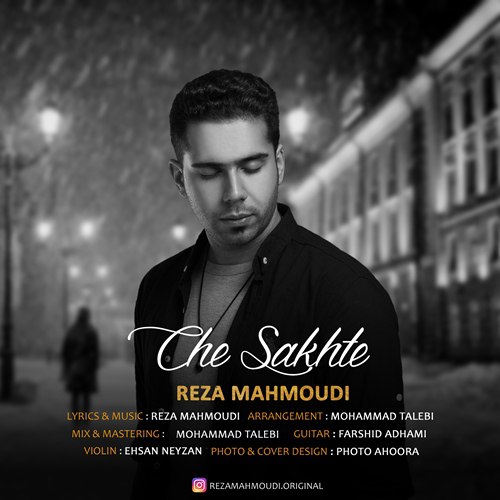 Che Sakhte
REZA MAHMOUDI
LYRICS & MUSIC : REZA MAHMOUDI ARRANGEMENT : MOHAMMAD TALEBI
MIX & MASTERING : MOHAMMAD TALEBI GUITAR : FARSHID ADHAMI
VIOLIN : EHSAN NEYZAN PHOTO & COVER DESIGN : PHOTO AHOORA
REZAMAHMOUDI.ORIGINAL